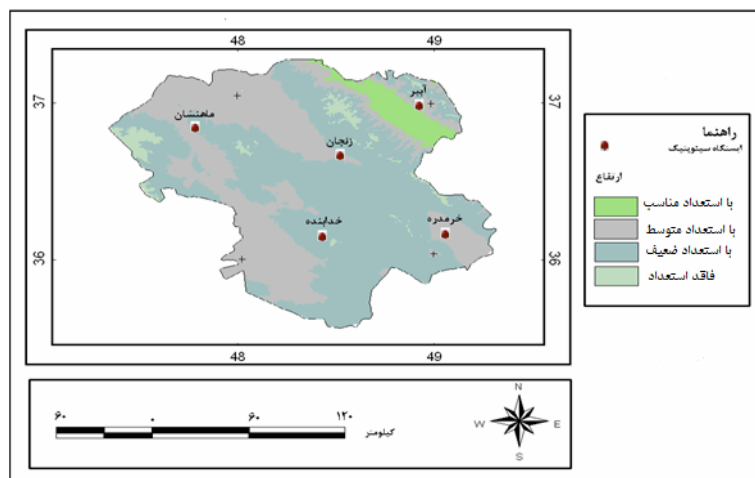 48
49
37
37
آببر
ماهنشان
زنجان
خدابنده
خرمدره
36
36
48
49
راهنما
ایستگاه سینوپتیک
ارتفاع
با استعداد مناسب
با استعداد متوسط
با استعداد ضعیف
فاقد استعداد
۶۰ ۰ ۶۰ ۱۲۰
کیلومتر
N
W E
S